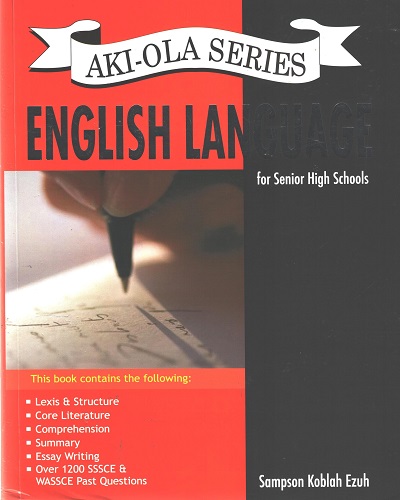 AKI-OLA SERIES
ENGLISH LANGUAGE
for Senior High Schools
This book contains the following:
Lexis & Structure
Core Literature
Comprehension
Summary
Essay Writing
Over 1200 SSSCE &
WASSCE Past Questions
Sampson Koblah Ezuh